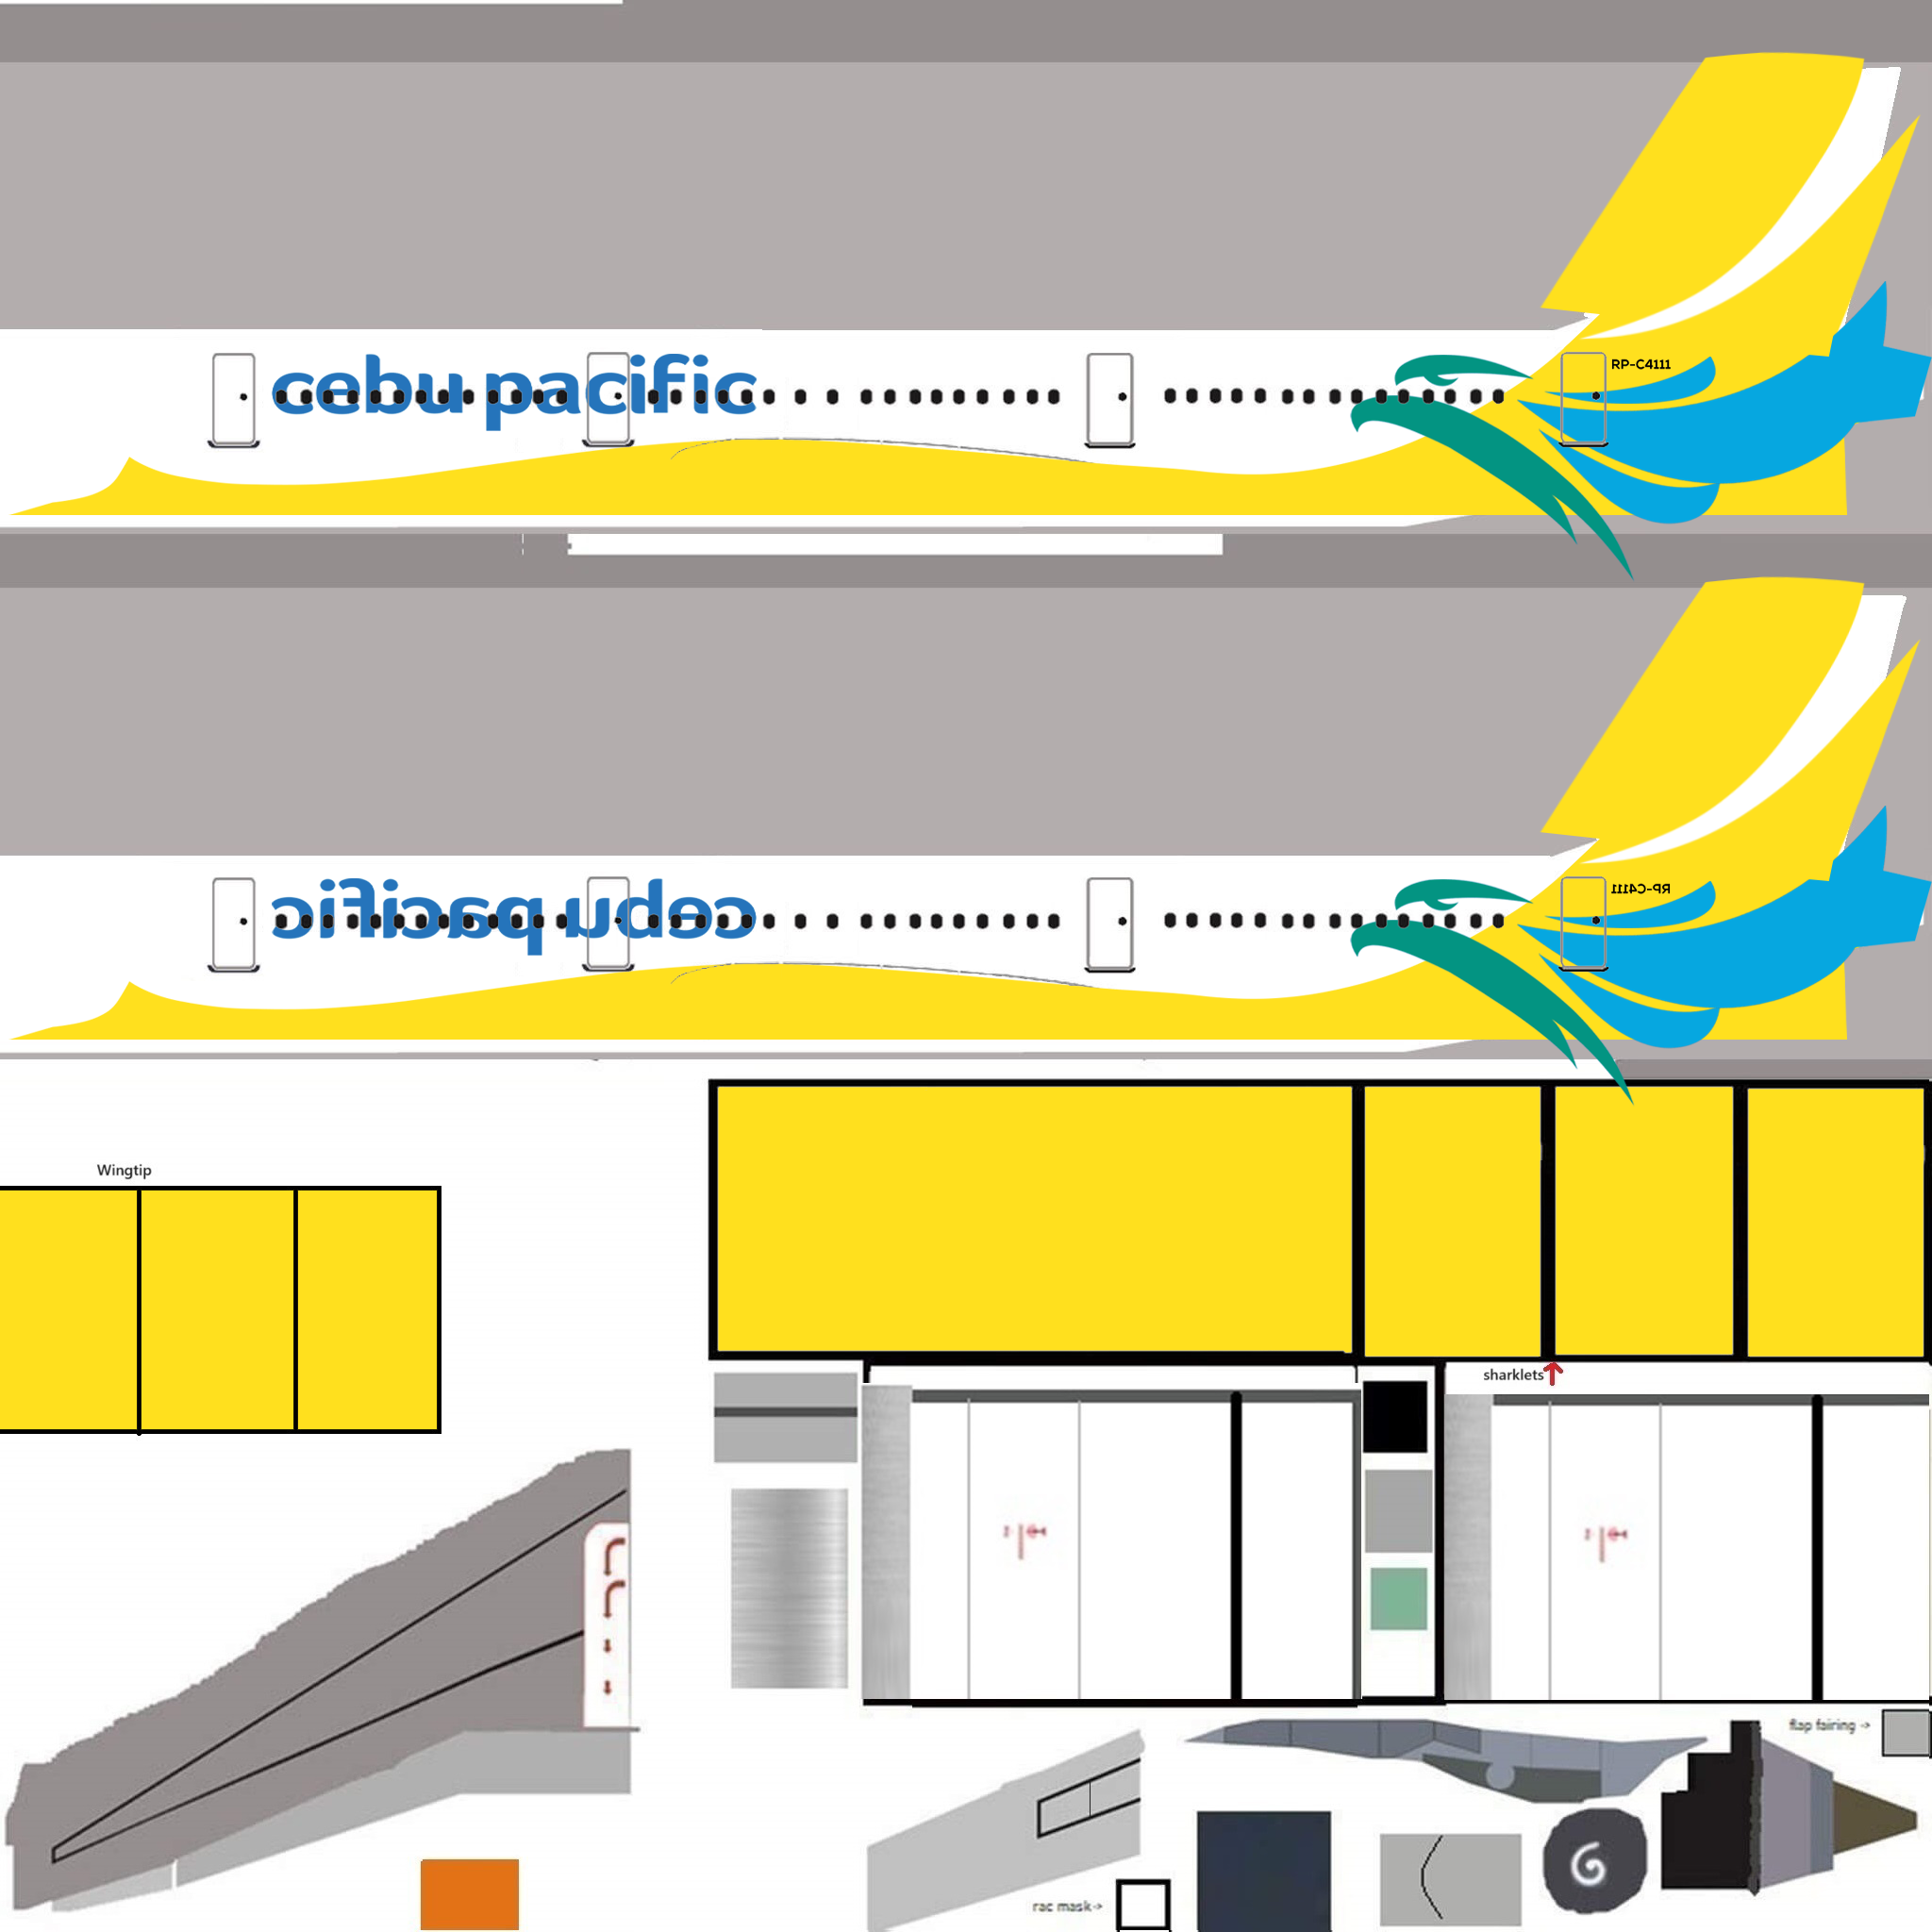 cebu pacific
RP-C4111
cebu pacific
RP-C4111
Wingtip
sharklets
flap fairing ->
rac mask->